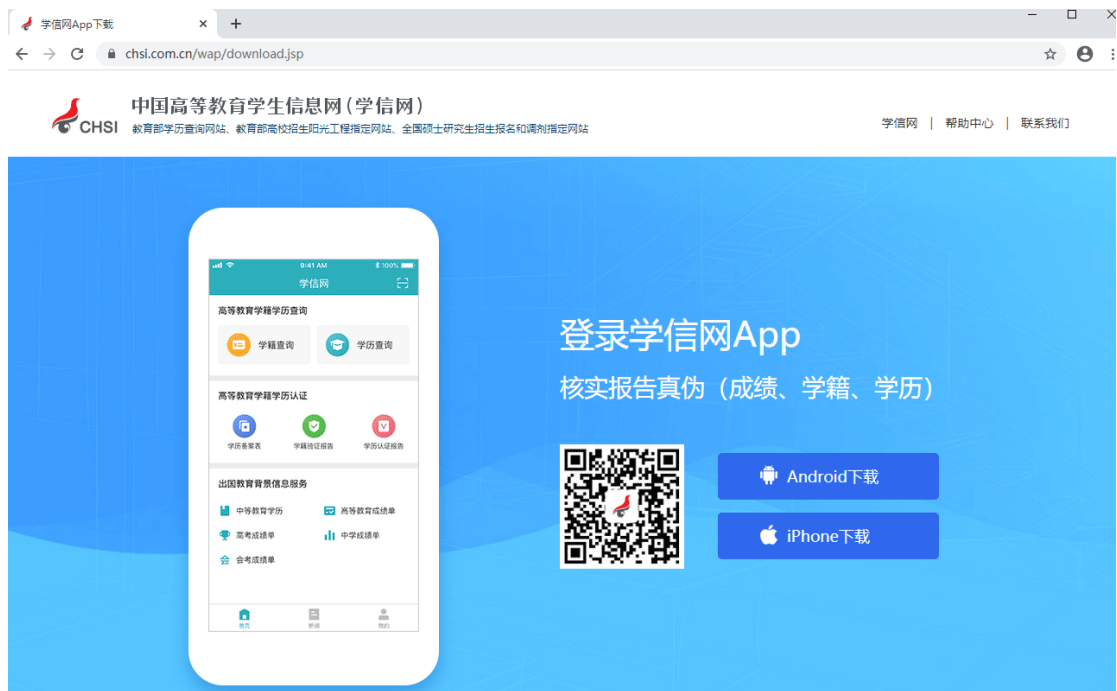 学信网App下载
chsi.com.cn/wap/download.jsp
CHSI
中国高等教育学生信息网(学信网)
教育部学历查询网站、教育部高校招生阳光工程指定网站、全国硕士研究生招生报名和调剂指定网站
学信网 | 帮助中心 | 联系我们
9:41 AM 100%
学信网
高等教育学籍学历查询
学籍查询 学历查询
高等教育学籍学历认证
学历备案表 学籍验证报告 学历认证报告
出国教育背景信息服务
中等教育学历 高等教育成绩单
高考成绩单 中学成绩单
会 会考成绩单
首页 新闻 我的
登录学信网App
核实报告真伪（成绩、学籍、学历）
Android下载
iPhone下载